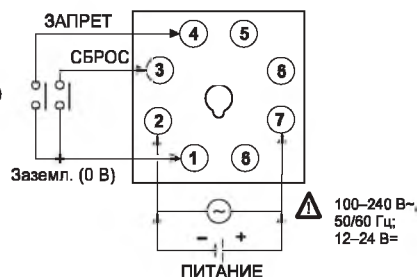 ЗАПРЕТ
4
5
СБРОС
3
6
2
7
1
8
Заземл. (0 В)
100–240 В~,
50/60 Гц;
12–24 В=
~
– +
ПИТАНИЕ